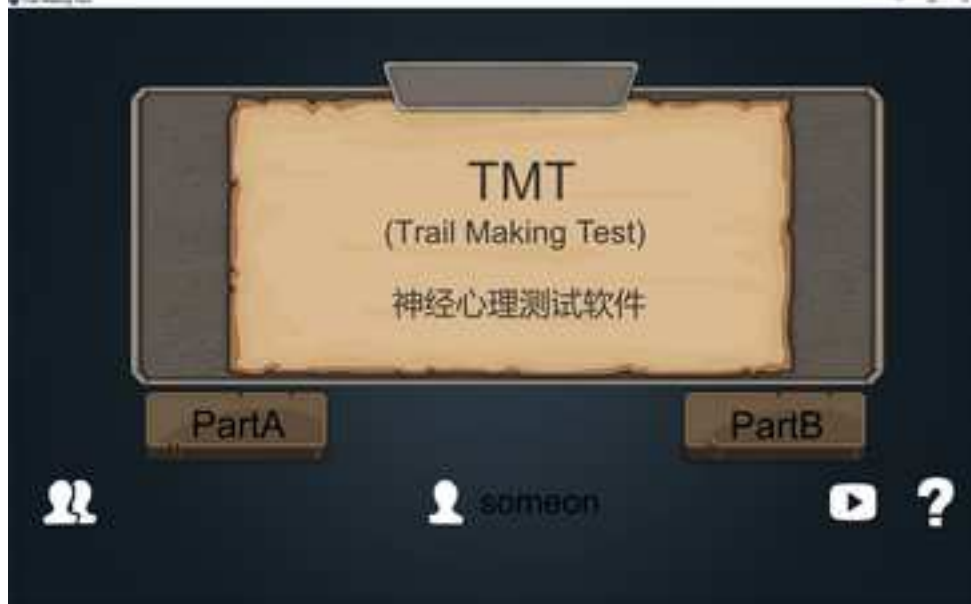 TMT
(Trail Making Test)
神经心理测试软件
PartA
PartB
someon